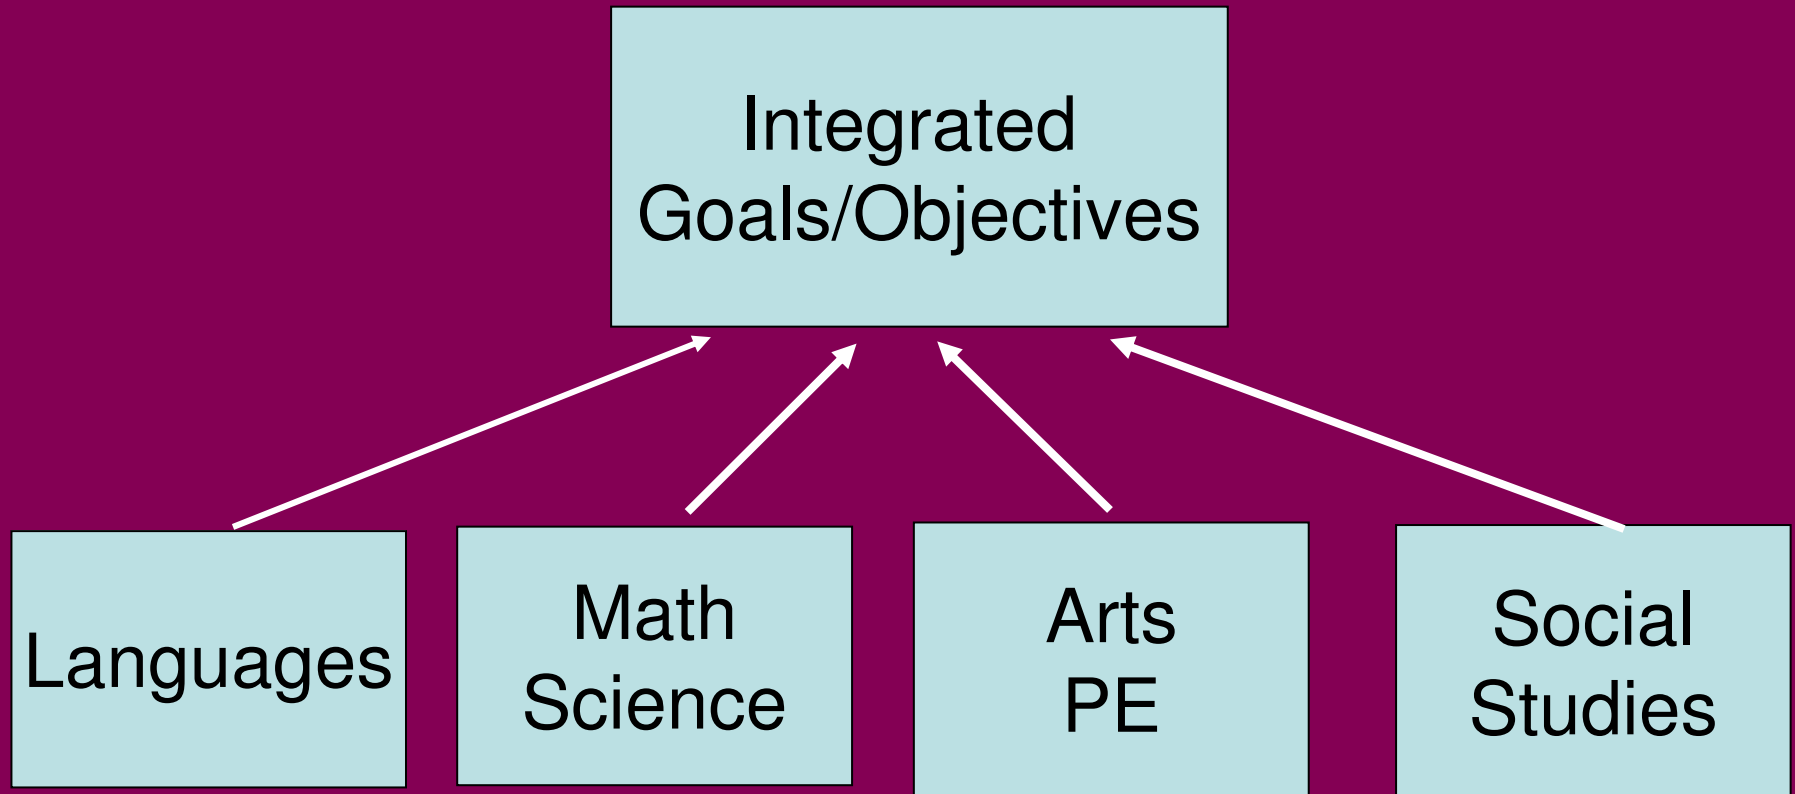 Integrated
Goals/Objectives
Languages
Math
Science
Arts
PE
Social
Studies